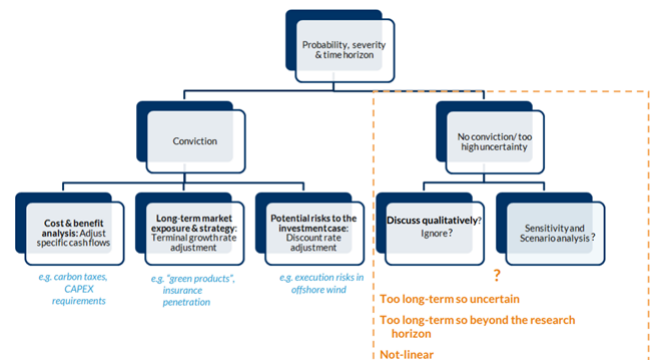 Probability, severity
& time horizon
Conviction
No conviction/ too
high uncertainty
Cost & benefit
analysis: Adjust
specific cash flows
Long-term market
exposure & strategy:
Terminal growth rate
adjustment
Potential risks to the
investment case:
Discount rate
adjustment
Discuss qualitatively?
Ignore?
Sensitivity and
Scenario analysis?
e.g. carbon taxes,
CAPEX
requirements
e.g. "green products",
insurance
penetration
e.g. execution risks in
offshore wind
?
Too long-term so uncertain
Too long-term so beyond the research
horizon
Not-linear